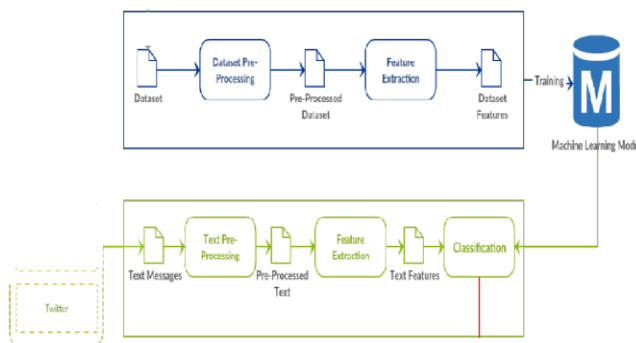 Dataset Pre-
Processing
Feature
Extraction
Dataset
Pre-Processed
Dataset
Dataset
Features
Training
M
Machine Learning Mode
Text Pre-
Processing
Feature
Extraction
Classification
Text Messages
Pre-Processed
Text
Text Features
Twitter